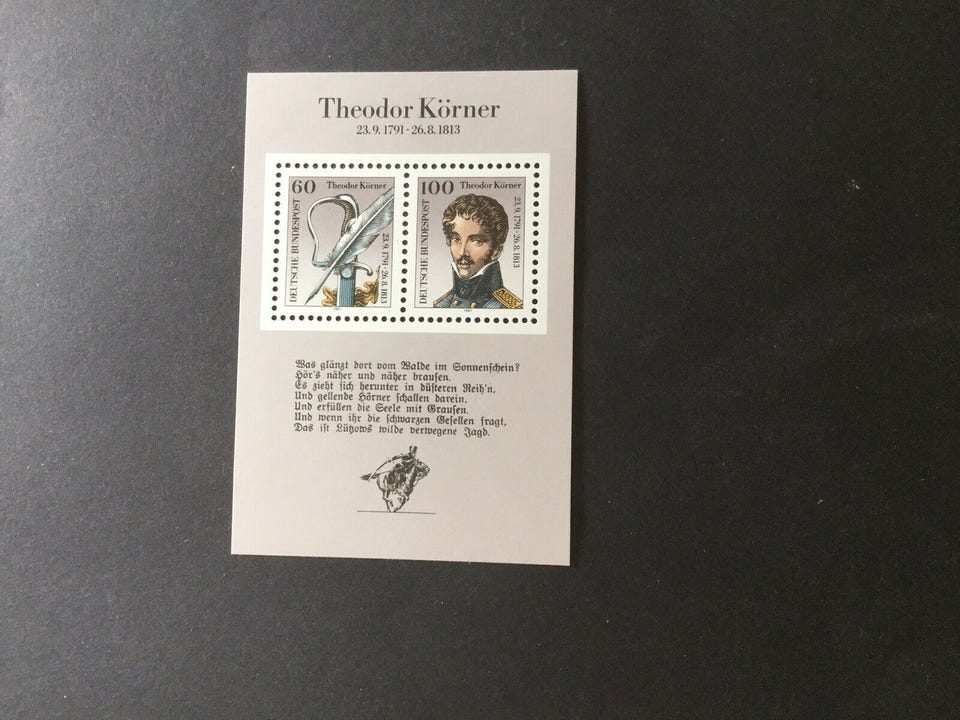 Theodor Körner
23.9.1791-26.8.1813
60 Theodor Körner
DEUTSCHE BUNDESPOST
23.9.1791-26.8.1813
1991
100 Theodor Körner
DEUTSCHE BUNDESPOST
23.9.1791-26.8.1813
1991
Was glänzt dort vom Walde im Sonnenschein?
Hör's näher und näher brausen.
Es zieht sich herunter in düsteren Reih'n,
Und gellende Hörner schallen darein,
Und erfüllen die Seele mit Grausen.
Und wenn ihr die schwarzen Gesellen fragt,
Das ist Lützows wilde verwegene Jagd.